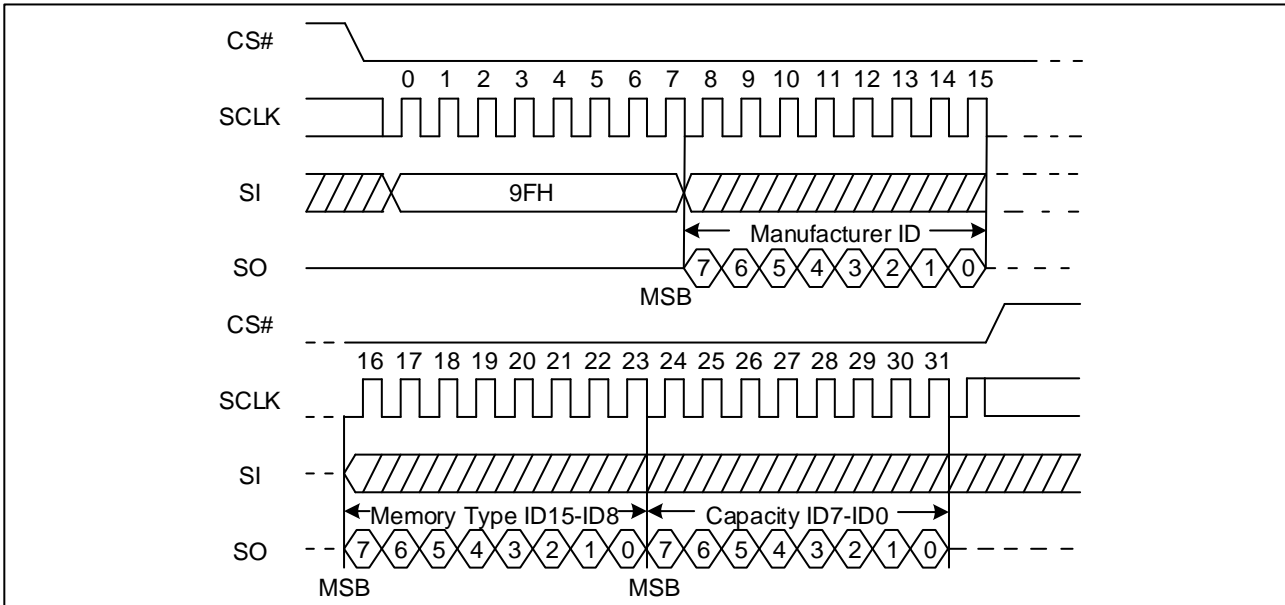 CS#
0 1 2 3 4 5 6 7 8 9 10 11 12 13 14 15
SCLK
SI 9FH
Manufacturer ID
SO 7 6 5 4 3 2 1 0
MSB
CS#
16 17 18 19 20 21 22 23 24 25 26 27 28 29 30 31
SCLK
SI
Memory Type ID15-ID8 Capacity ID7-ID0
SO 7 6 5 4 3 2 1 0 7 6 5 4 3 2 1 0
MSB MSB